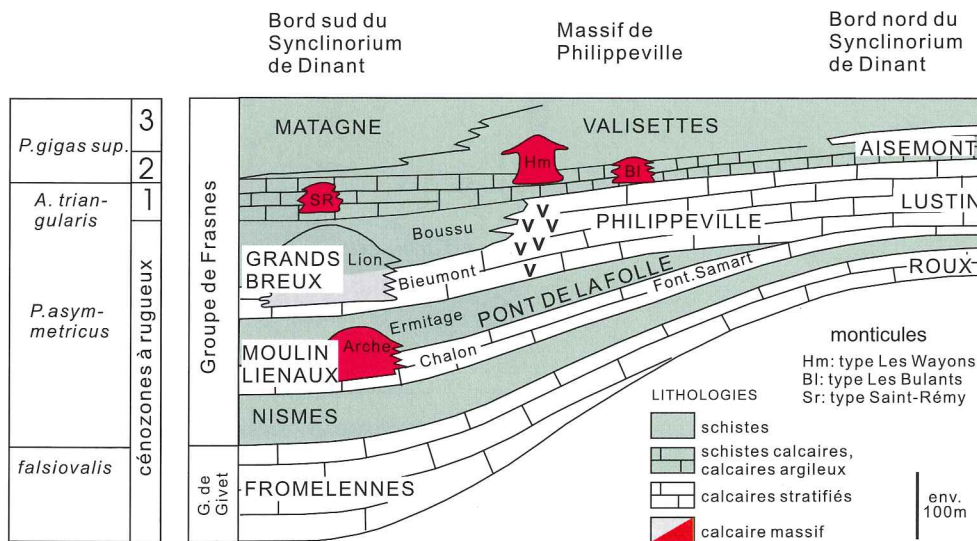 Bord sud du
Synclinorium
de Dinant
Massif de
Philippeville
Bord nord du
Synclinorium
de Dinant
P.gigas sup.
3
2
A. trian-
gularis
1
P.asym-
metricus
falsiovalis
cénozones à rugueux
Groupe de Frasnes
G. de
Givet
MATAGNE
VALISETTES
AISEMONT
Hm
BI
SR
Boussu
PHILIPPEVILLE
LUSTIN
GRANDS
BREUX
Lion
Bieumont
V
V V
V V
V
PONT DE LA FOLLE
Font.Samart
ROUX
Ermitage
MOULIN
LIENAUX
Arche
Chalon
NISMES
FROMELENNES
monticules
Hm: type Les Wayons
BI: type Les Bulants
Sr: type Saint-Rémy
LITHOLOGIES
schistes
schistes calcaires,
calcaires argileux
calcaires stratifiés
calcaire massif
env.
100m